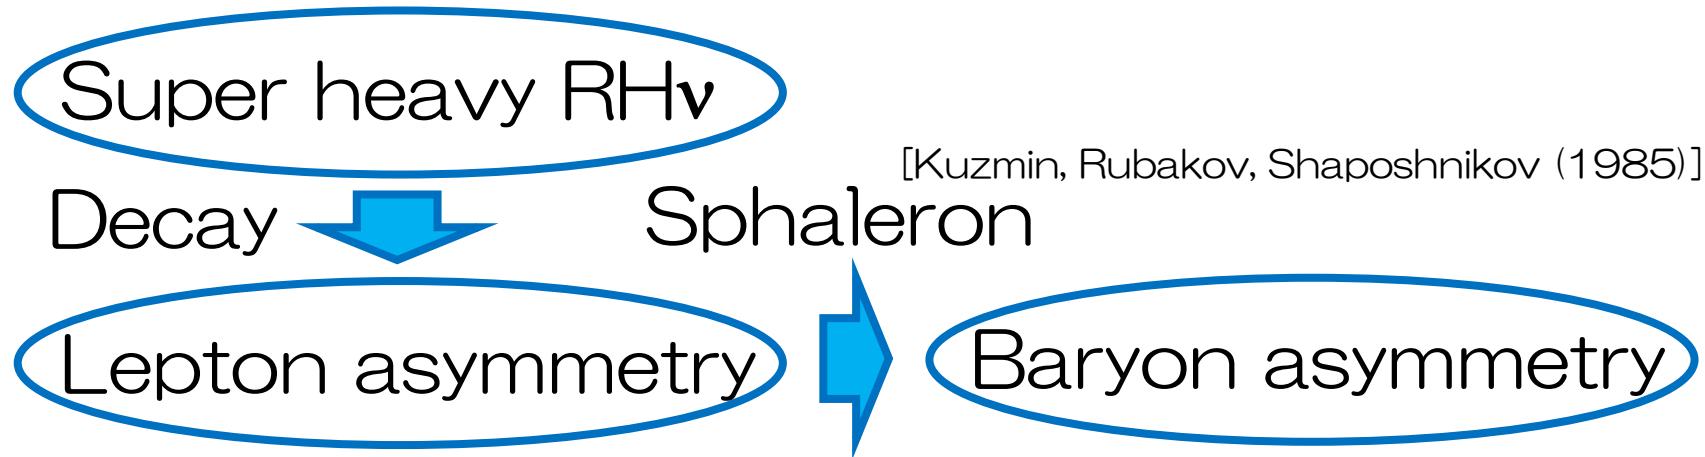 Super heavy RHν
[Kuzmin, Rubakov, Shaposhnikov (1985)]
Decay
Sphaleron
Lepton asymmetry
Baryon asymmetry